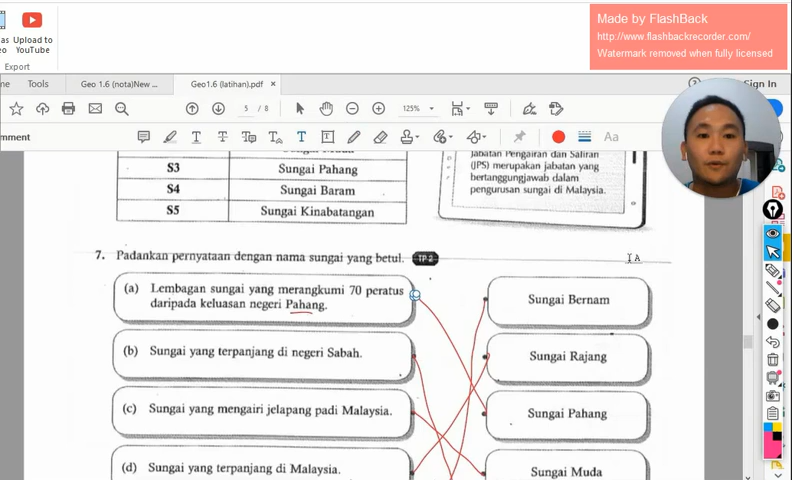 Made by FlashBack
http://www.flashbackrecorder.com/
Watermark removed when fully licensed
as Upload to
eo YouTube
Export
me Tools Geo 1.6 (nota)New ... Geo1.6 (latihan).pdf × Sign In
5 / 8 125%
mment Aa
S3 Sungai Pahang
S4 Sungai Baram
S5 Sungai Kinabatangan
Jabatan Pengairan dan Saliran
(JPS) merupakan jabatan yang
bertanggungjawab dalam
pengurusan sungai di Malaysia.
7. Padankan pernyataan dengan nama sungai yang betul. TP 2
(a) Lembagan sungai yang merangkumi 70 peratus
daripada keluasan negeri Pahang.
(b) Sungai yang terpanjang di negeri Sabah.
(c) Sungai yang mengairi jelapang padi Malaysia.
(d) Sungai yang terpanjang di Malaysia.
Sungai Bernam
Sungai Rajang
Sungai Pahang
Sungai Muda